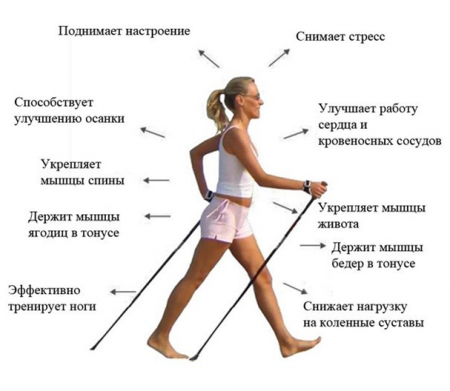 Поднимает настроение
Снимает стресс
Способствует
улучшению осанки
Улучшает работу
сердца и
кровеносных сосудов
Укрепляет
мышцы спины
Держит мышцы
ягодиц в тонусе
Укрепляет мышцы
живота
Держит мышцы
бедер в тонусе
Эффективно
тренирует ноги
Снижает нагрузку
на коленные суставы